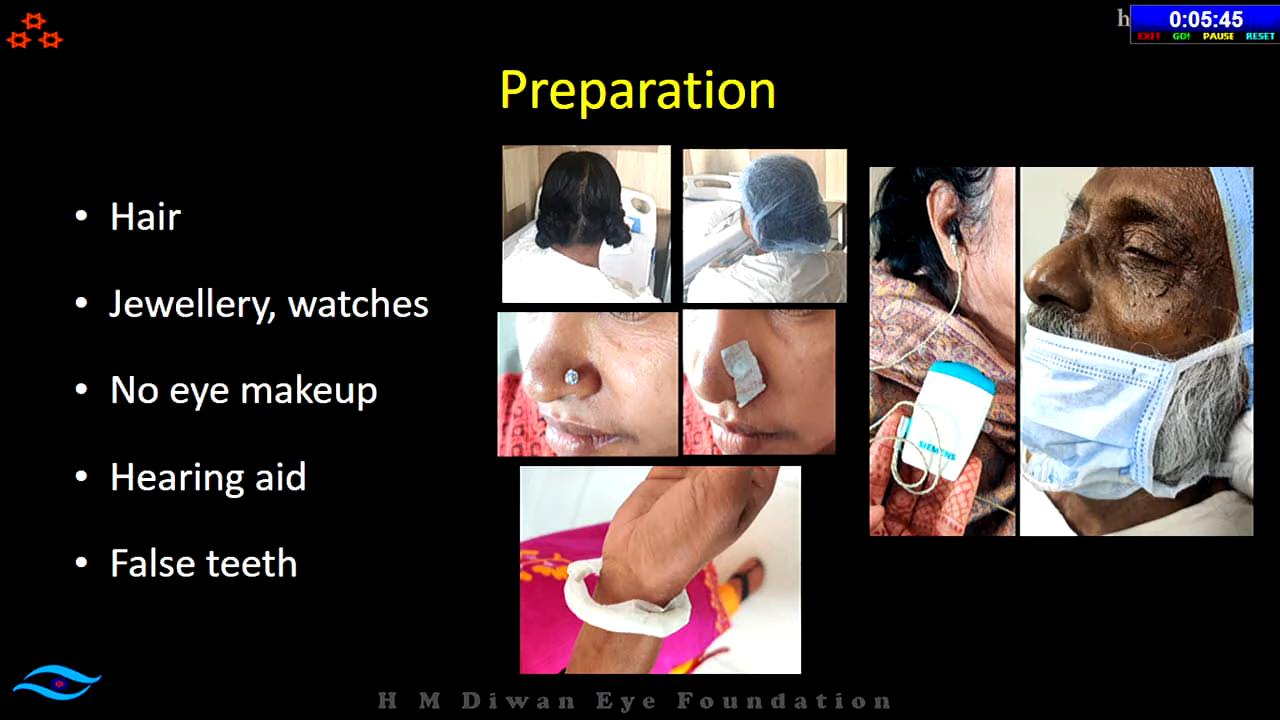 h
0:05:45
EXIT GO! PAUSE RESET
Preparation
• Hair
• Jewellery, watches
• No eye makeup
• Hearing aid
• False teeth
SIEMENS
H M Diwan Eye Foundation